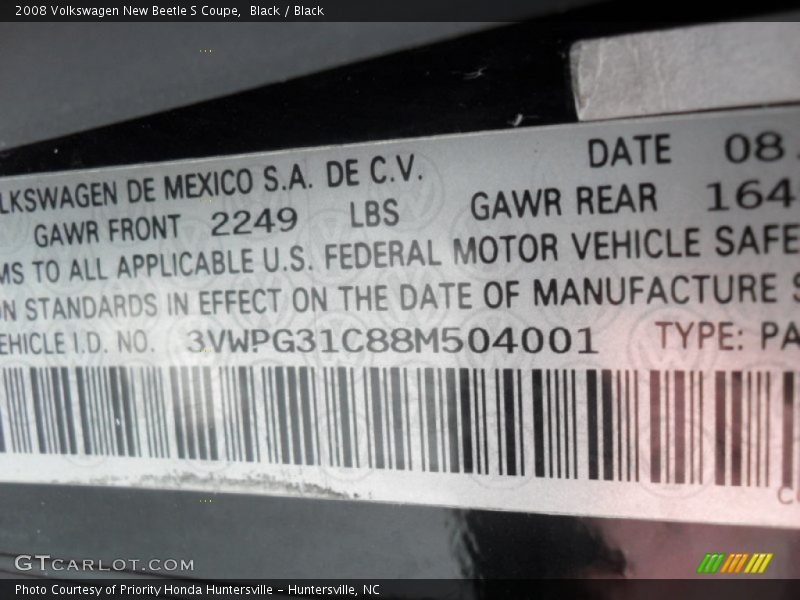 2008 Volkswagen New Beetle S Coupe,  Black / Black
LKSWAGEN DE MEXICO S.A. DE C.V. DATE 08
GAWR FRONT 2249 LBS GAWR REAR 164
MS TO ALL APPLICABLE U.S. FEDERAL MOTOR VEHICLE SAFE
N STANDARDS IN EFFECT ON THE DATE OF MANUFACTURE S
EHICLE I.D. NO. 3VWPG31C88M504001 TYPE: PA
GTCARLOT.COM
Photo Courtesy of Priority Honda Huntersville – Huntersville, NC